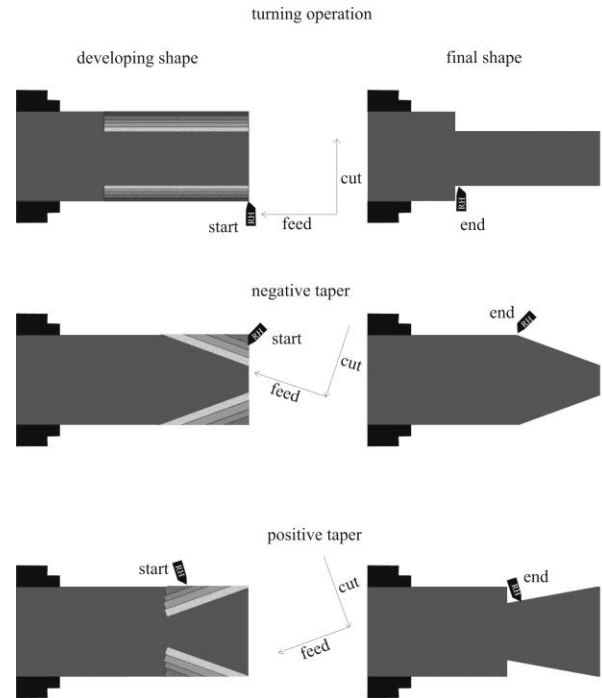 turning operation
developing shape
final shape
cut
RH
start
feed
RH
end
negative taper
end
RH
RH
start
cut
feed
positive taper
start
RH
cut
feed
end
RH